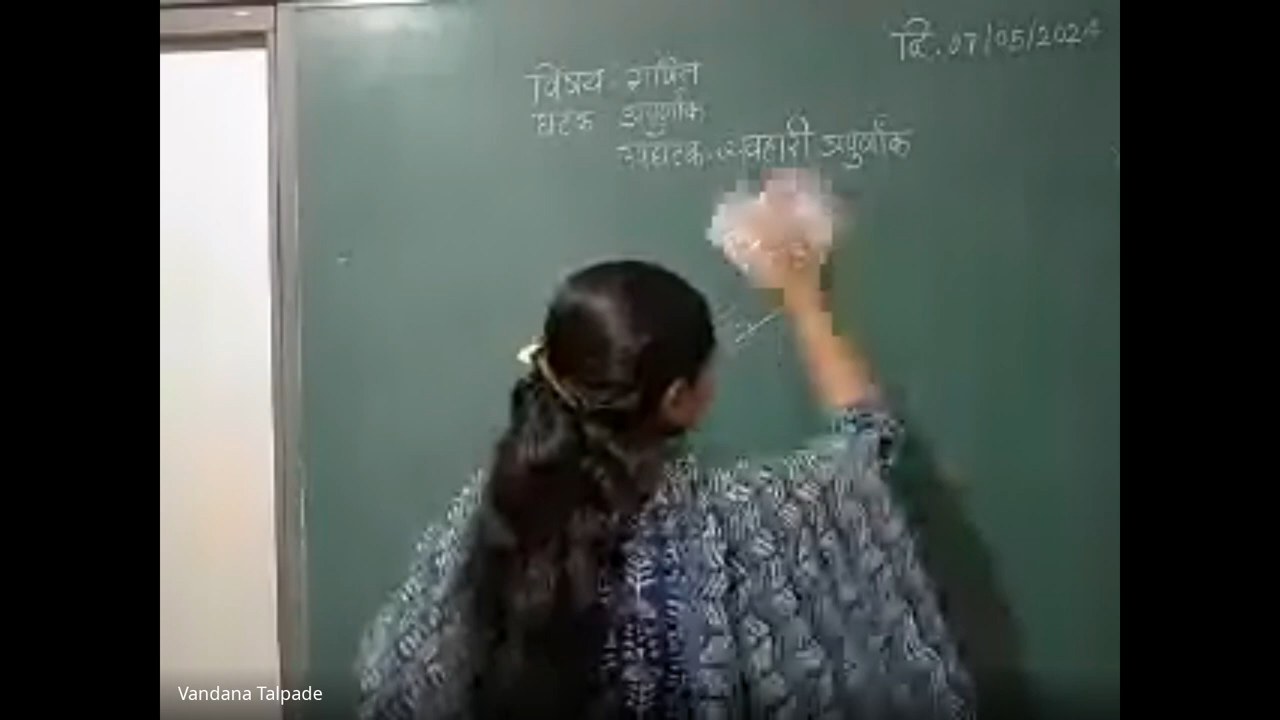 दि. 07/05/2024
विषय - गणित
घटक अपुर्णांक
उपघटक - व्यवहारी अपुर्णांक
Vandana Talpade